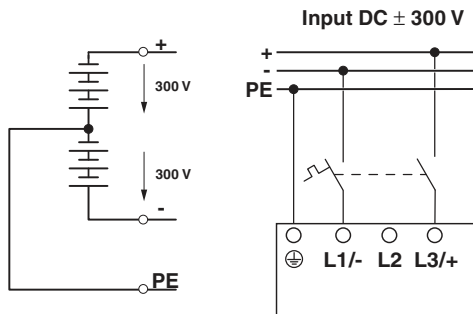 Input DC ± 300 V
+
300 V
300 V
-
PE
+
-
PE
L1/- L2 L3/+